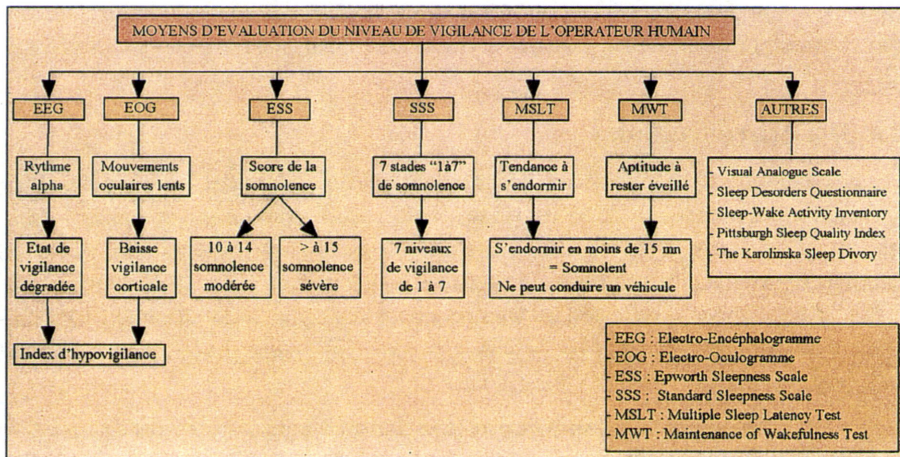 MOYENS D'EVALUATION DU NIVEAU DE VIGILANCE DE L'OPERATEUR HUMAIN
EEG
EOG
ESS
SSS
MSLT
MWT
AUTRES
Rythme
alpha
Mouvements
oculaires lents
Score de la
somnolence
7 stades "1à7"
de somnolence
Tendance à
s'endormir
Aptitude à
rester éveillé
- Visual Analogue Scale
- Sleep Desorders Questionnaire
- Sleep-Wake Activity Inventory
- Pittsburgh Sleep Quality Index
- The Karolinska Sleep Divory
Etat de
vigilance
dégradée
Baisse
vigilance
corticale
10 à 14
somnolence
modérée
> à 15
somnolence
sévère
7 niveaux
de vigilance
de 1 à 7
S'endormir en moins de 15 mn
= Somnolent
Ne peut conduire un véhicule
Index d'hypovigilance
- EEG : Electro-Encéphalogramme
- EOG : Electro-Oculogramme
- ESS : Epworth Sleepness Scale
- SSS : Standard Sleepness Scale
- MSLT : Multiple Sleep Latency Test
- MWT : Maintenance of Wakefulness Test